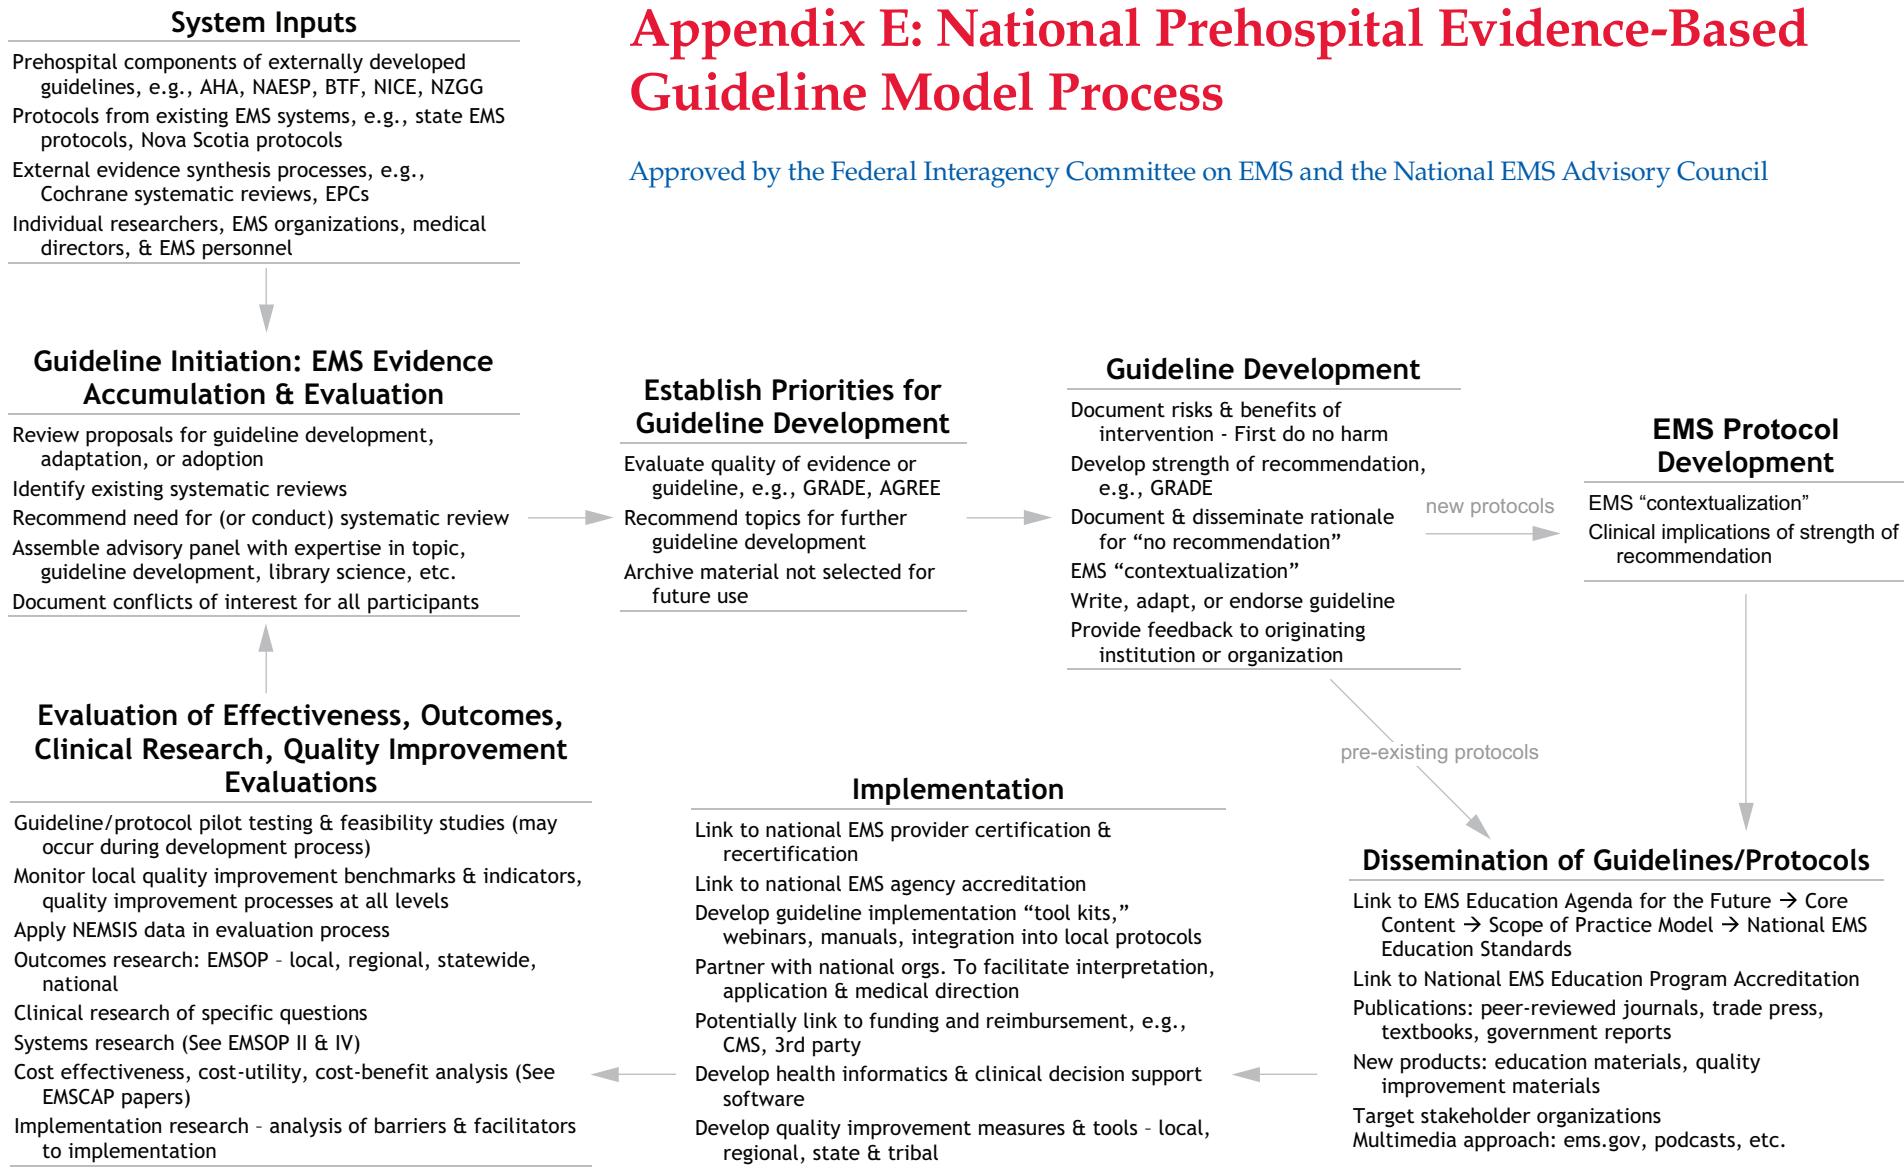 System Inputs
Prehospital components of externally developed
guidelines, e.g., AHA, NAESP, BTF, NICE, NZGG
Protocols from existing EMS systems, e.g., state EMS
protocols, Nova Scotia protocols
External evidence synthesis processes, e.g.,
Cochrane systematic reviews, EPCs
Individual researchers, EMS organizations, medical
directors, & EMS personnel
Appendix E: National Prehospital Evidence-Based
Guideline Model Process
Approved by the Federal Interagency Committee on EMS and the National EMS Advisory Council
Guideline Initiation: EMS Evidence
Accumulation & Evaluation
Review proposals for guideline development,
adaptation, or adoption
Identify existing systematic reviews
Recommend need for (or conduct) systematic review
Assemble advisory panel with expertise in topic,
guideline development, library science, etc.
Document conflicts of interest for all participants
Establish Priorities for
Guideline Development
Evaluate quality of evidence or
guideline, e.g., GRADE, AGREE
Recommend topics for further
guideline development
Archive material not selected for
future use
Guideline Development
Document risks & benefits of
intervention - First do no harm
Develop strength of recommendation,
e.g., GRADE
Document & disseminate rationale
for “no recommendation”
EMS “contextualization”
Write, adapt, or endorse guideline
Provide feedback to originating
institution or organization
new protocols
EMS Protocol
Development
EMS “contextualization”
Clinical implications of strength of
recommendation
pre-existing protocols
Dissemination of Guidelines/Protocols
Link to EMS Education Agenda for the Future → Core
Content → Scope of Practice Model → National EMS
Education Standards
Link to National EMS Education Program Accreditation
Publications: peer-reviewed journals, trade press,
textbooks, government reports
New products: education materials, quality
improvement materials
Target stakeholder organizations
Multimedia approach: ems.gov, podcasts, etc.
Implementation
Link to national EMS provider certification &
recertification
Link to national EMS agency accreditation
Develop guideline implementation “tool kits,”
webinars, manuals, integration into local protocols
Partner with national orgs. To facilitate interpretation,
application & medical direction
Potentially link to funding and reimbursement, e.g.,
CMS, 3rd party
Develop health informatics & clinical decision support
software
Develop quality improvement measures & tools – local,
regional, state & tribal
Evaluation of Effectiveness, Outcomes,
Clinical Research, Quality Improvement
Evaluations
Guideline/protocol pilot testing & feasibility studies (may
occur during development process)
Monitor local quality improvement benchmarks & indicators,
quality improvement processes at all levels
Apply NEMSIS data in evaluation process
Outcomes research: EMSOP – local, regional, statewide,
national
Clinical research of specific questions
Systems research (See EMSOP II & IV)
Cost effectiveness, cost-utility, cost-benefit analysis (See
EMSCAP papers)
Implementation research – analysis of barriers & facilitators
to implementation